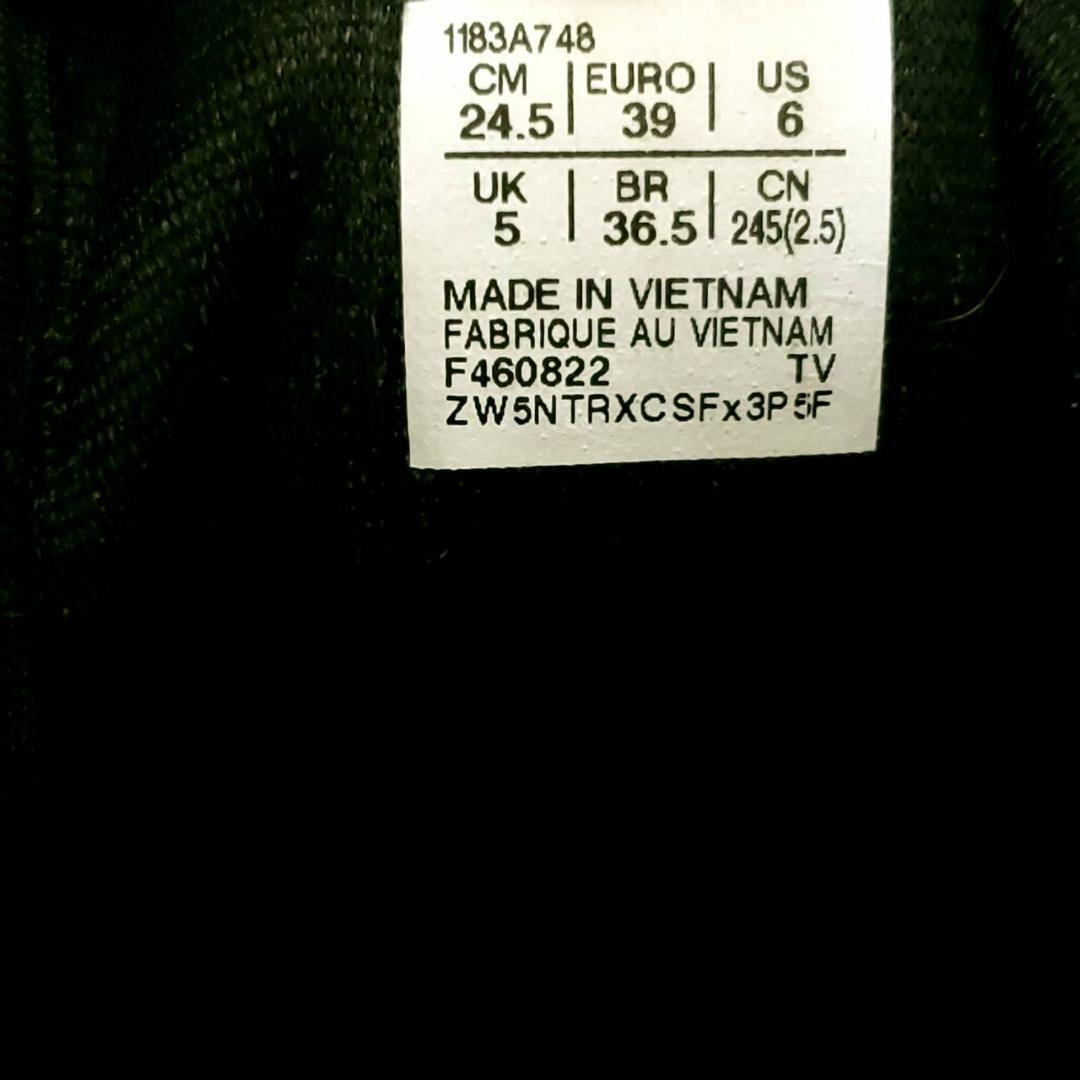 1183A748
CM | EURO | US
24.5 | 39 | 6
UK | BR | CN
5 | 36.5 | 245(2.5)
MADE IN VIETNAM
FABRIQUE AU VIETNAM
F460822 TV
ZW5NTRXCSFx3P5F